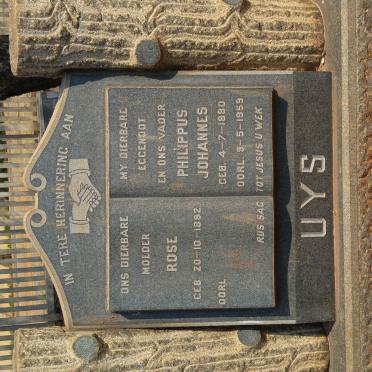 IN TERE HERINNERING AAN
MY DIERBARE
EGGENOOT
EN ONS VADER
PHILIPPUS
JOHANNES
GEB. 4-7-1880
OORL. 3-5-1959
TOT JESUS U WEK
ONS DIERBARE
MOEDER
ROSE
GEB. 20-10-1892
OORL.
RUS SAG
UYS